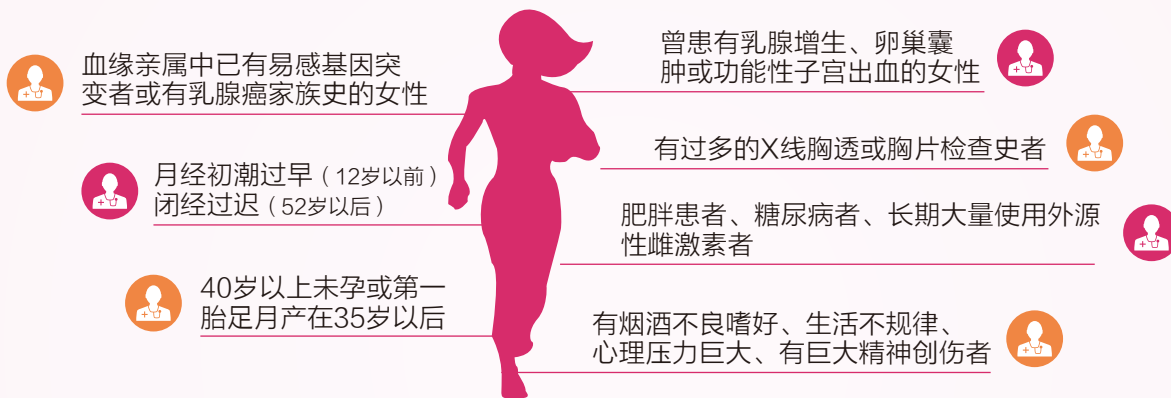 血缘亲属中已有易感基因突
变者或有乳腺癌家族史的女性
月经初潮过早（12岁以前）
闭经过迟（52岁以后）
40岁以上未孕或第一
胎足月产在35岁以后
曾患有乳腺增生、卵巢囊
肿或功能性子宫出血的女性
有过多的X线胸透或胸片检查史者
肥胖患者、糖尿病者、长期大量使用外源
性雌激素者
有烟酒不良嗜好、生活不规律、
心理压力巨大、有巨大精神创伤者